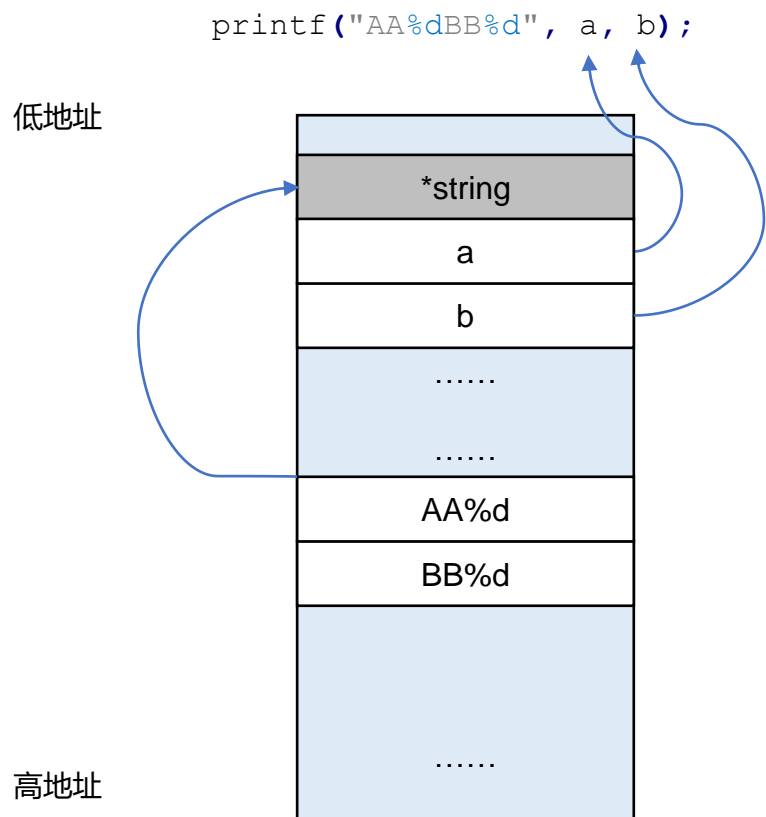 printf("AA%dBB%d", a, b);
低地址
*string
a
b
……
……
AA%d
BB%d
……
高地址